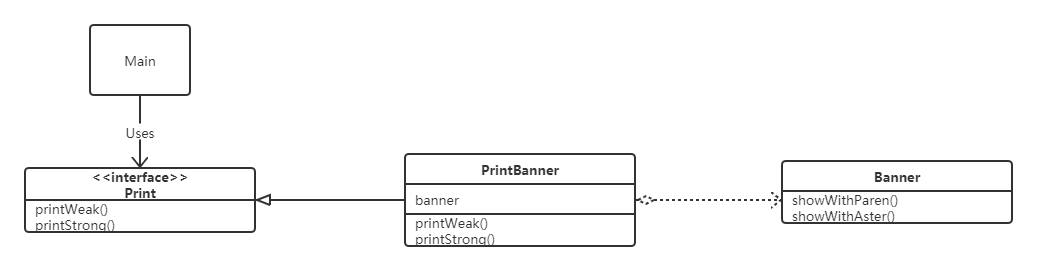 Main
Uses
<<interface>>
Print
printWeak()
printStrong()
PrintBanner
banner
printWeak()
printStrong()
Banner
showWithParen()
showWithAster()